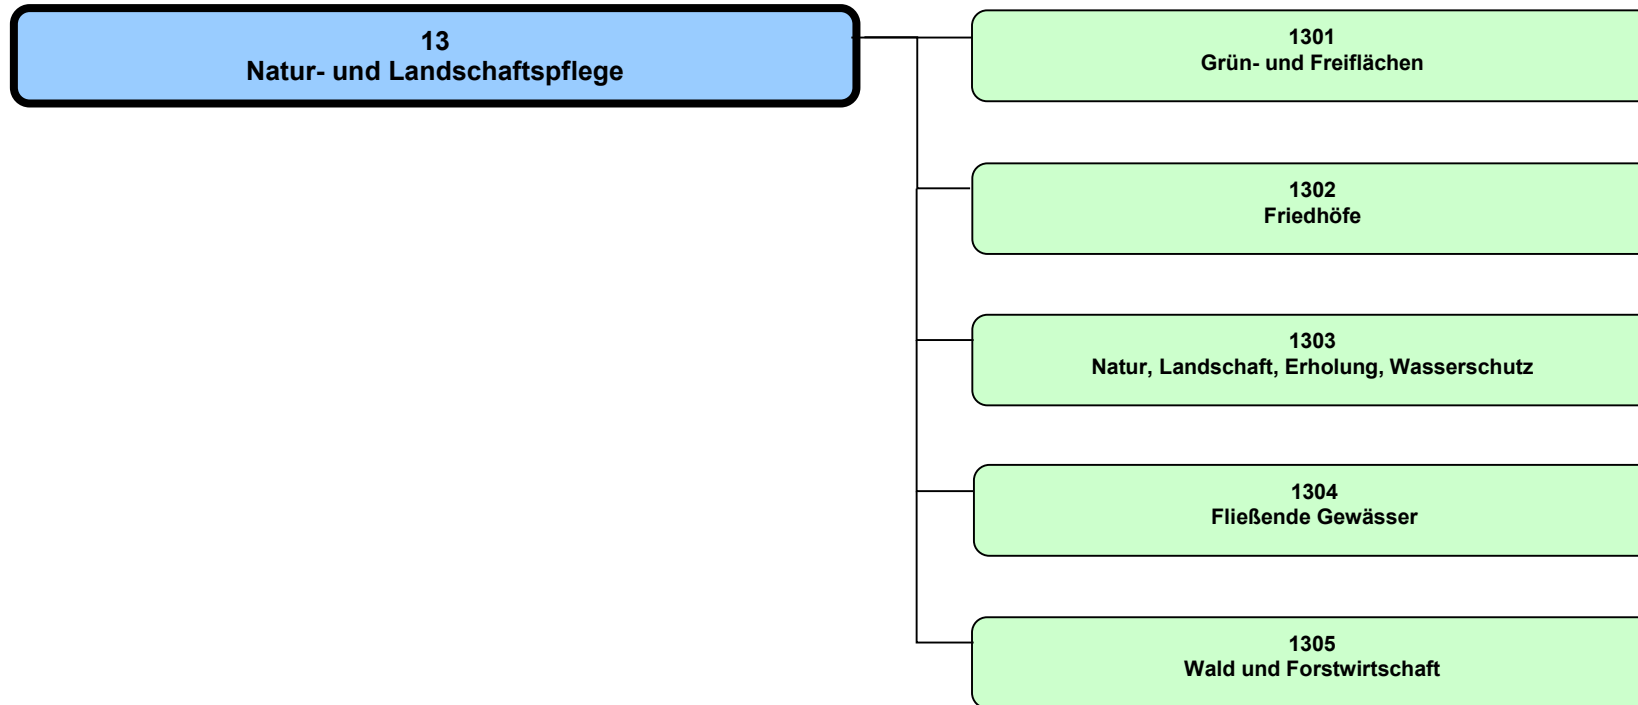 13
Natur- und Landschaftspflege
1301
Grün- und Freiflächen
1302
Friedhöfe
1303
Natur, Landschaft, Erholung, Wasserschutz
1304
Fließende Gewässer
1305
Wald und Forstwirtschaft